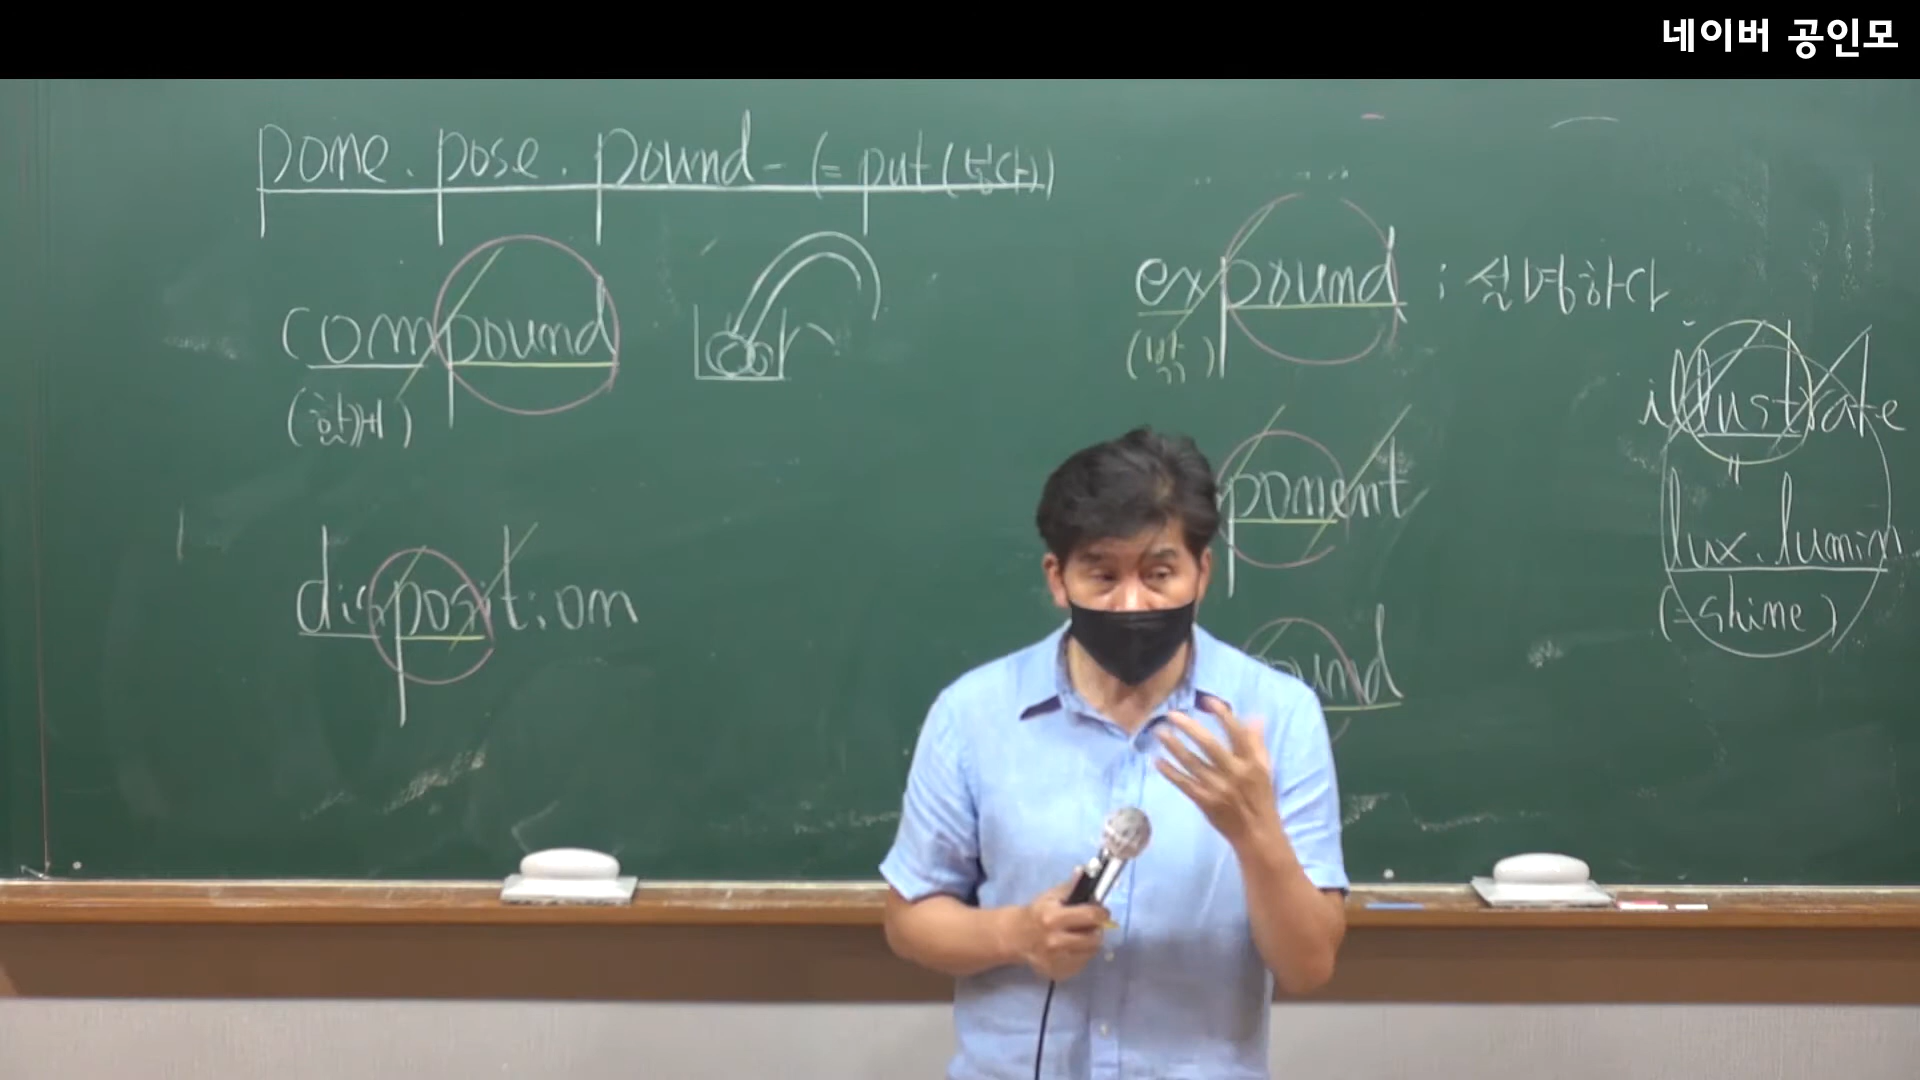 네이버 공인모
pone. pose. pound- (= put (놓다))
compound
(함께)
disposition
expound : 설명하다
(밖)
ponent
ound
illustrate
"
lux. lumin
(=shine)